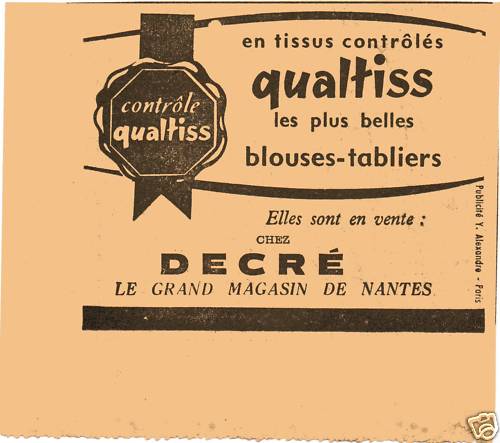 en tissus contrôlés
qualtiss
les plus belles
blouses-tabliers
contrôle
qualtiss
Elles sont en vente :
CHEZ
DECRÉ
LE GRAND MAGASIN DE NANTES
Publicité Y. Alexandre - Paris